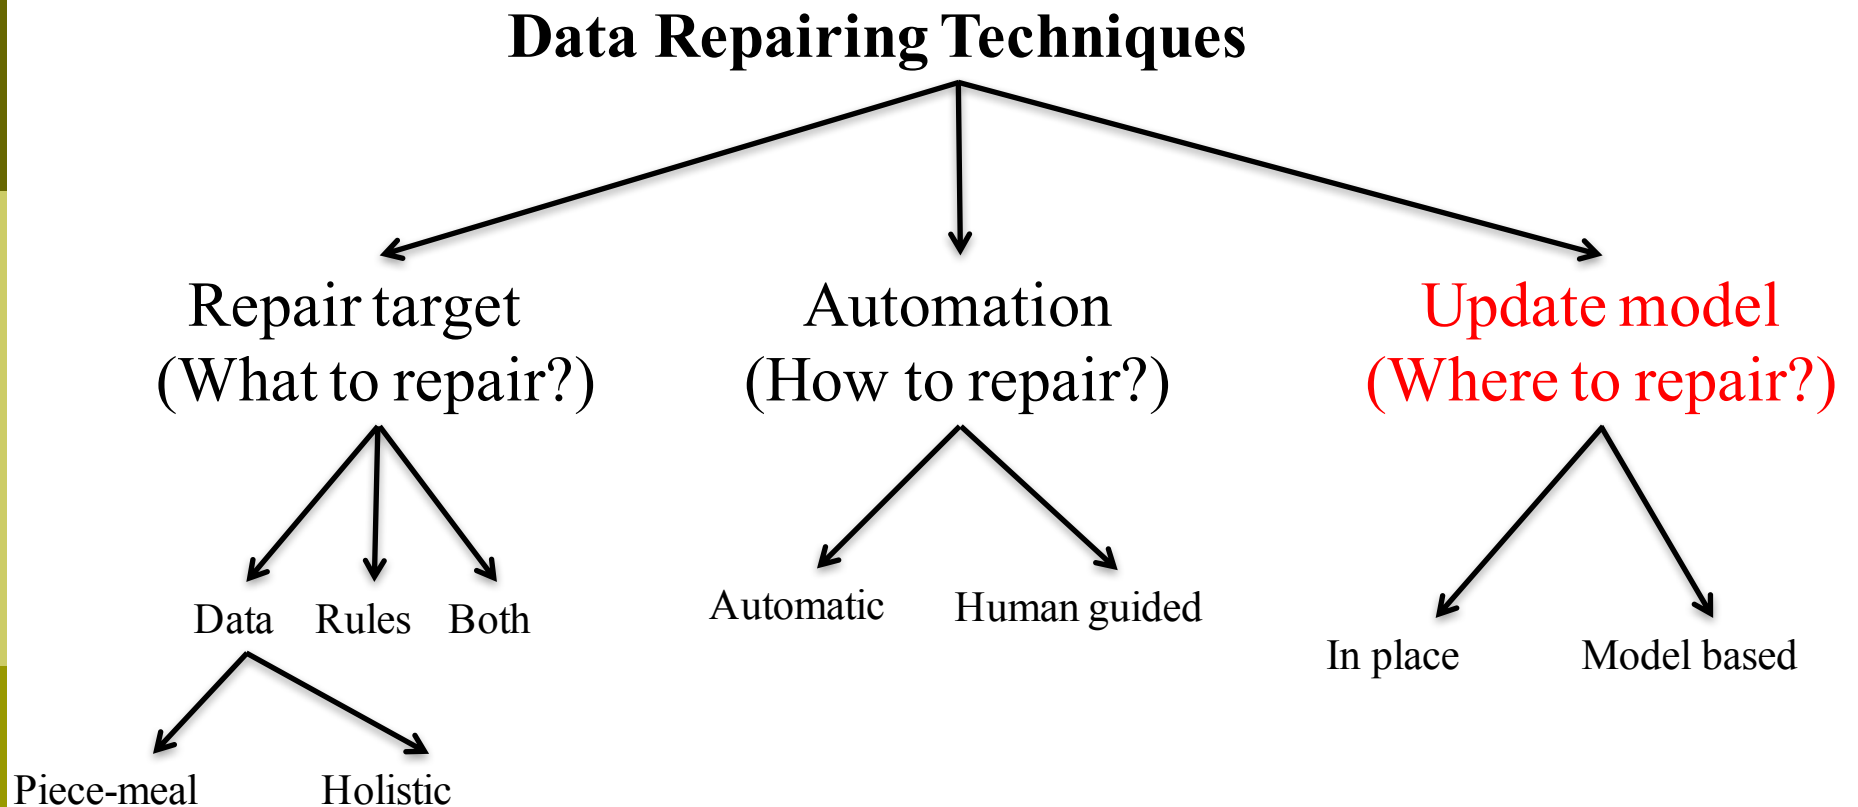 Data Repairing Techniques
Repair target
(What to repair?)
Automation
(How to repair?)
Update model
(Where to repair?)
Data
Rules
Both
Automatic
Human guided
In place
Model based
Piece-meal
Holistic